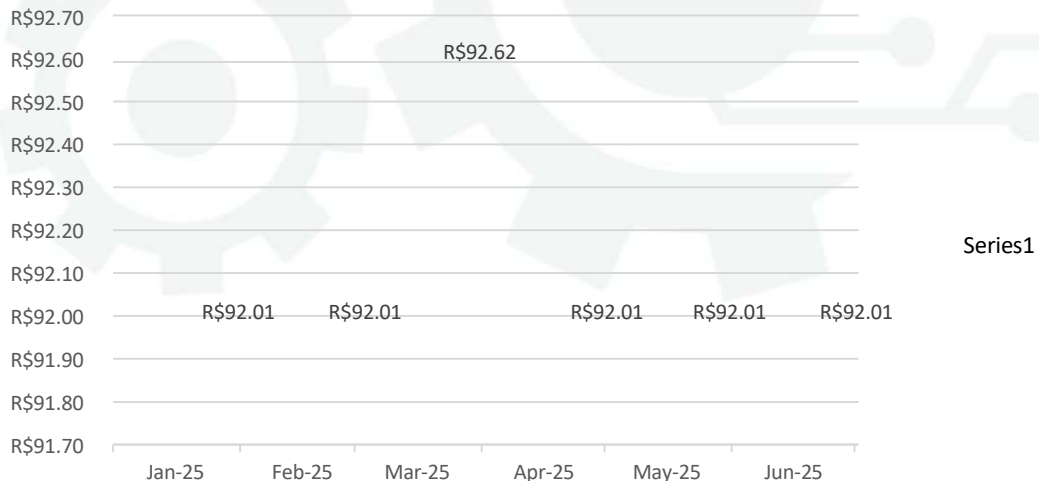 R$92.70
R$92.60
R$92.62
R$92.50
R$92.40
R$92.30
R$92.20
Series1
R$92.10
R$92.00
R$92.01 R$92.01 R$92.01 R$92.01 R$92.01
R$91.90
R$91.80
R$91.70
Jan-25 Feb-25 Mar-25 Apr-25 May-25 Jun-25